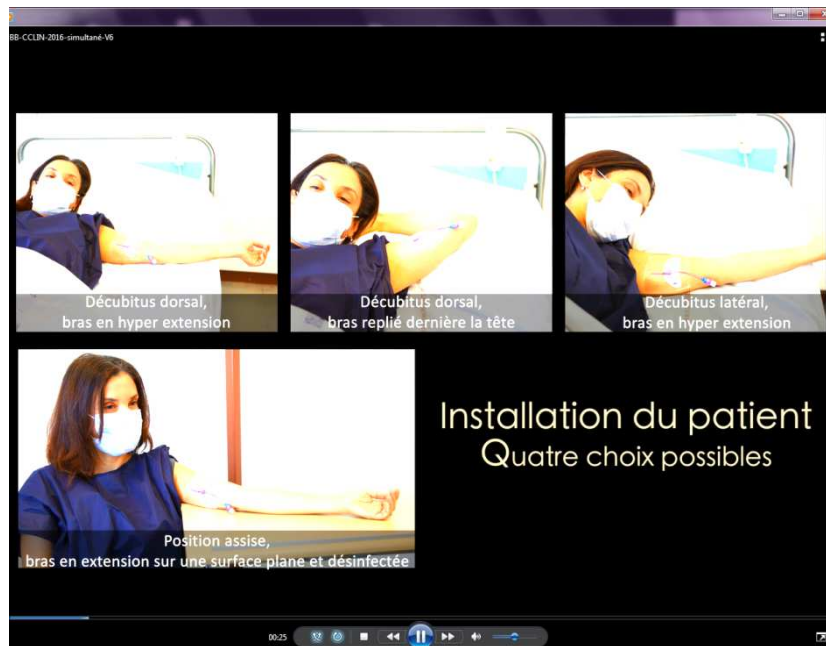 BB-CCLIN-2016-simultané-V6
Décubitus dorsal,
bras en hyper extension
Décubitus dorsal,
bras replié dernière la tête
Décubitus latéral,
bras en hyper extension
Position assise,
bras en extension sur une surface plane et désinfectée
Installation du patient
Quatre choix possibles
00:25